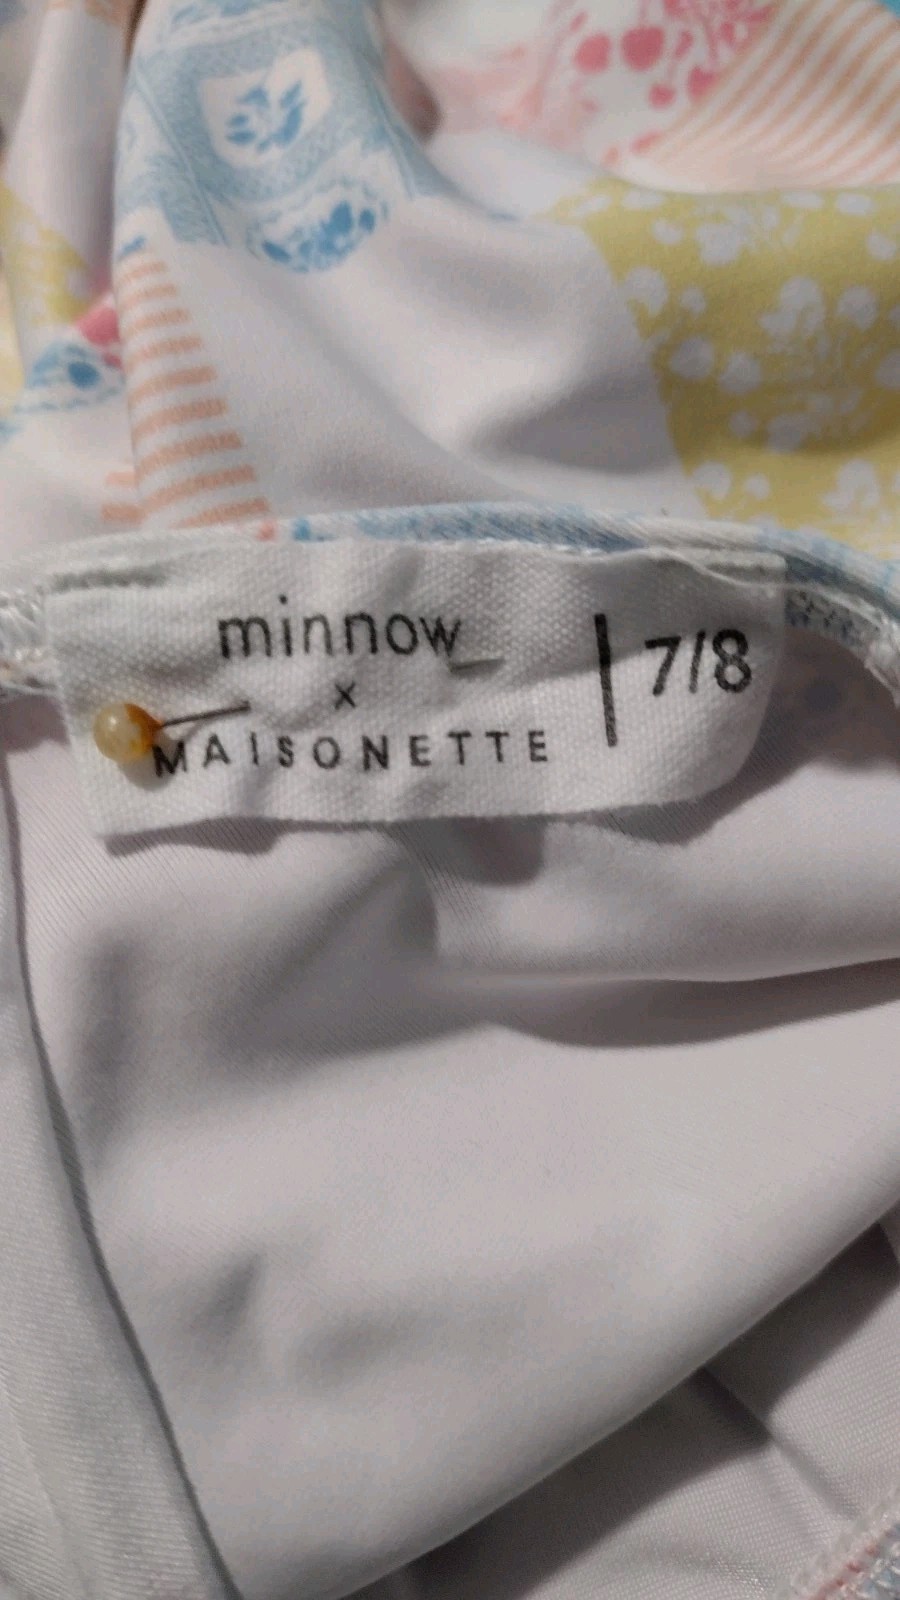 minnow
x
MAISONETTE
| 7/8